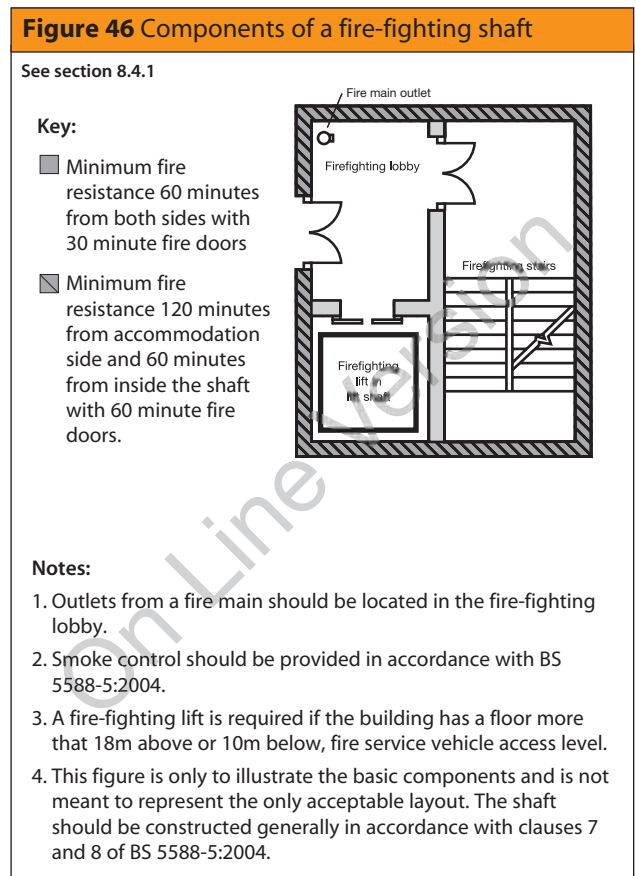 Figure 46 Components of a fire-fighting shaft
See section 8.4.1
Key:
Minimum fire
resistance 60 minutes
from both sides with
30 minute fire doors
Minimum fire
resistance 120 minutes
from accommodation
side and 60 minutes
from inside the shaft
with 60 minute fire
doors.
Fire main outlet
Firefighting lobby
Firefighting stairs
Firefighting
lift in
lift shaft
On Line Version
Notes:
1. Outlets from a fire main should be located in the fire-fighting
lobby.
2. Smoke control should be provided in accordance with BS
5588-5:2004.
3. A fire-fighting lift is required if the building has a floor more
that 18m above or 10m below, fire service vehicle access level.
4. This figure is only to illustrate the basic components and is not
meant to represent the only acceptable layout. The shaft
should be constructed generally in accordance with clauses 7
and 8 of BS 5588-5:2004.